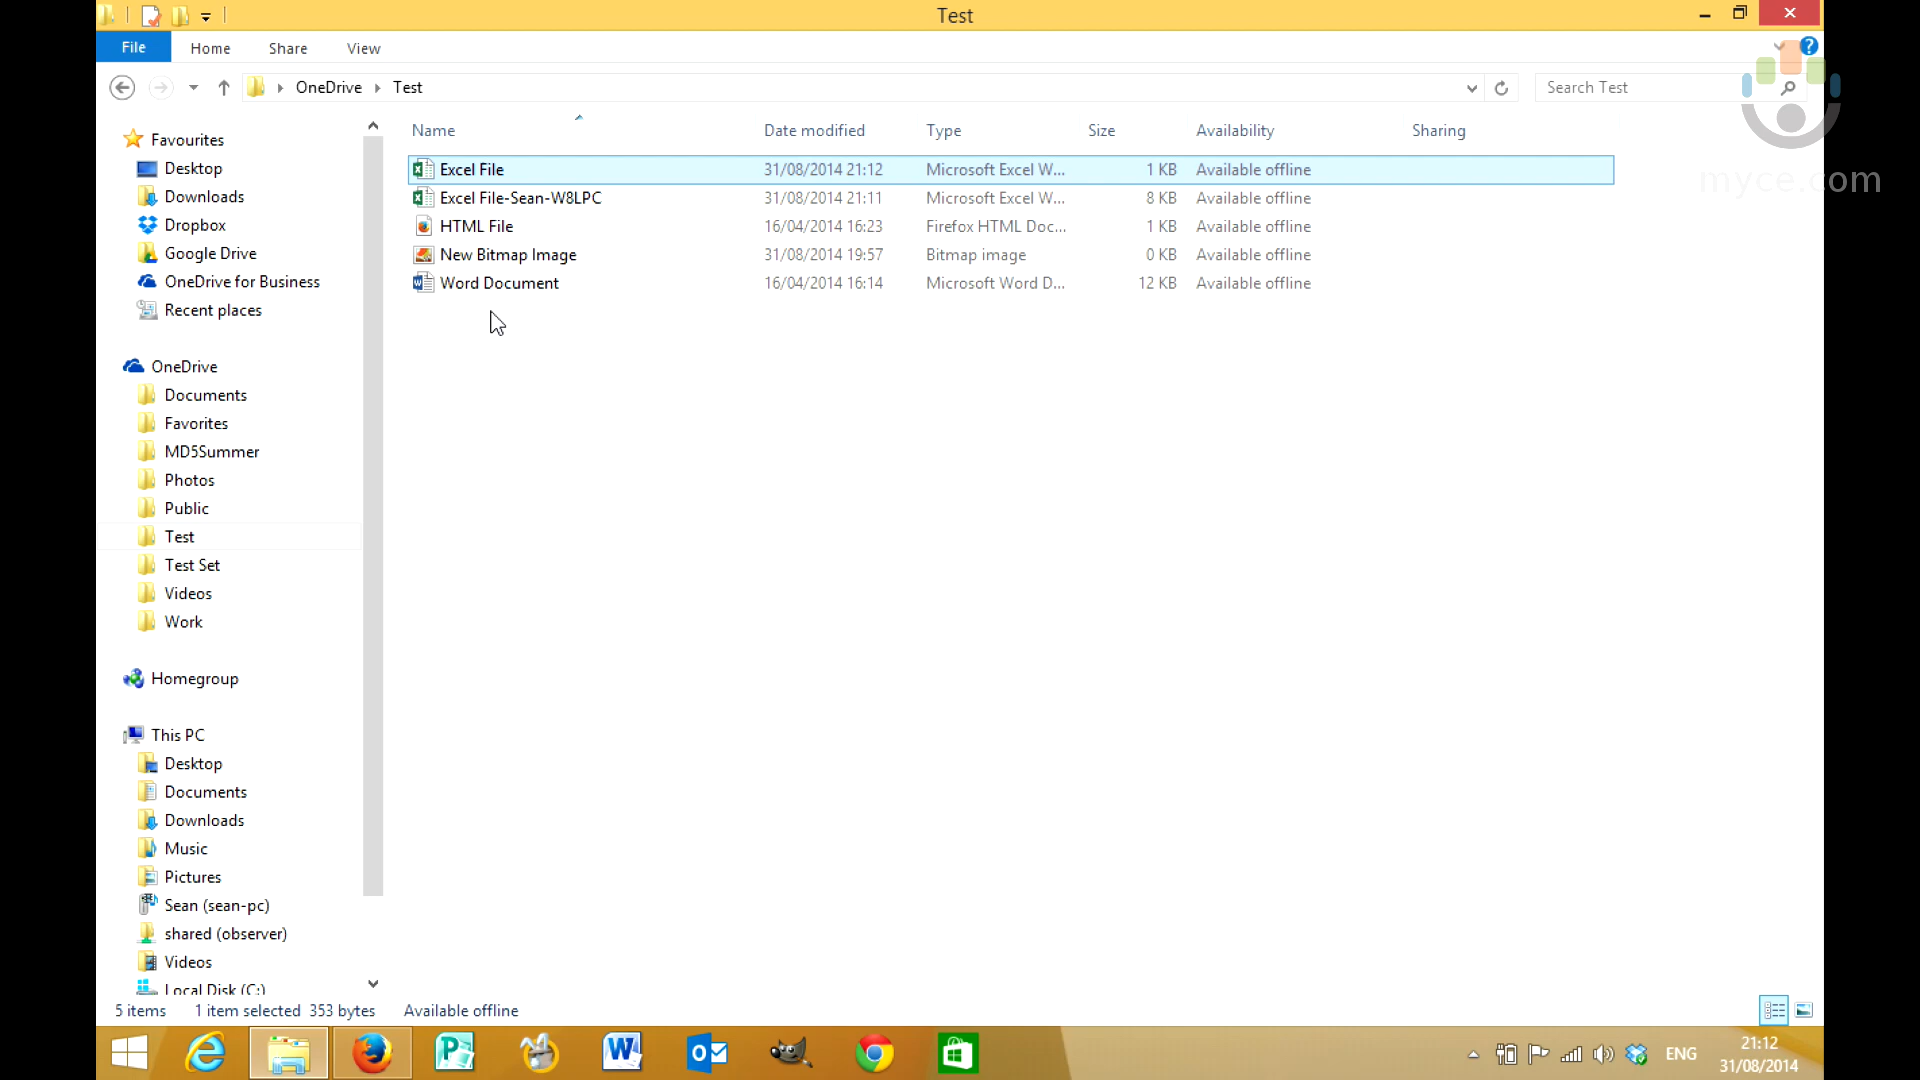 Test
File Home Share View
OneDrive Test
Search Test
myce.com
Name Date modified Type Size Availability Sharing
Excel File 31/08/2014 21:12 Microsoft Excel W... 1 KB Available offline
Excel File-Sean-W8LPC 31/08/2014 21:11 Microsoft Excel W... 8 KB Available offline
HTML File 16/04/2014 16:23 Firefox HTML Doc... 1 KB Available offline
New Bitmap Image 31/08/2014 19:57 Bitmap image 0 KB Available offline
Word Document 16/04/2014 16:14 Microsoft Word D... 12 KB Available offline
Favourites
Desktop
Downloads
Dropbox
Google Drive
OneDrive for Business
Recent places
OneDrive
Documents
Favorites
MD5Summer
Photos
Public
Test
Test Set
Videos
Work
Homegroup
This PC
Desktop
Documents
Downloads
Music
Pictures
Sean (sean-pc)
shared (observer)
Videos
Local Disk (C:)
5 items 1 item selected 353 bytes Available offline
ENG
21:12
31/08/2014